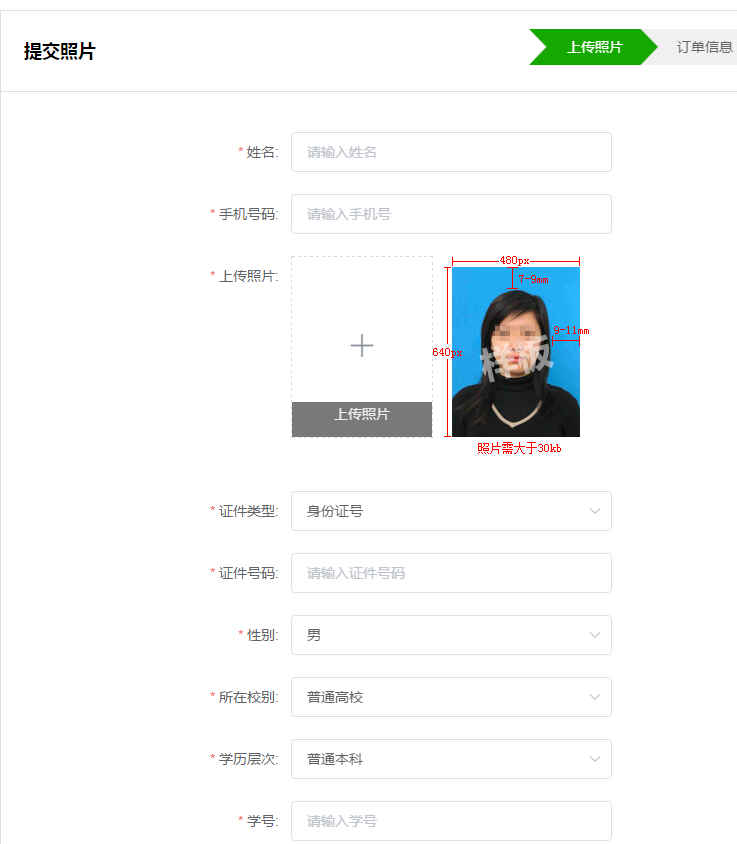 提交照片
上传照片
订单信息
* 姓名: 请输入姓名
* 手机号码: 请输入手机号
* 上传照片:
480px
7-9mm
9-11mm
640px
样板
上传照片
照片需大于30kb
* 证件类型: 身份证号
* 证件号码: 请输入证件号码
* 性别: 男
* 所在校别: 普通高校
* 学历层次: 普通本科
* 学号: 请输入学号